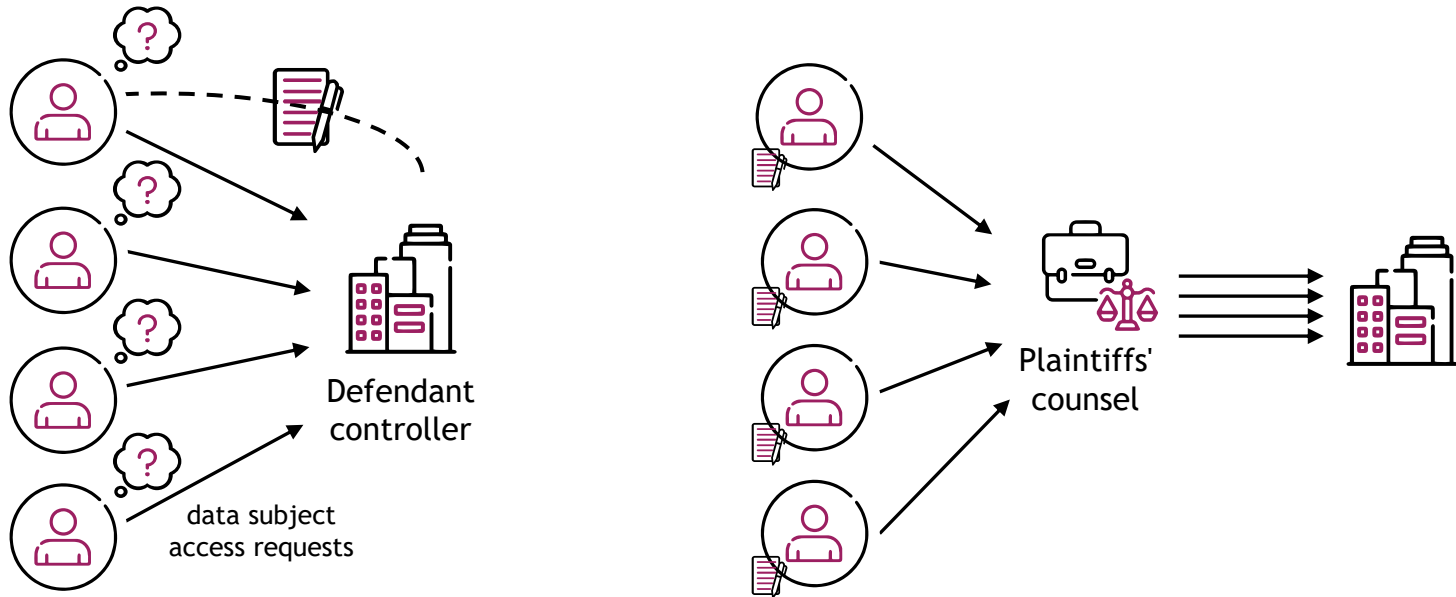 ?
?
?
?
Defendant
controller
data subject
access requests
Plaintiffs'
counsel